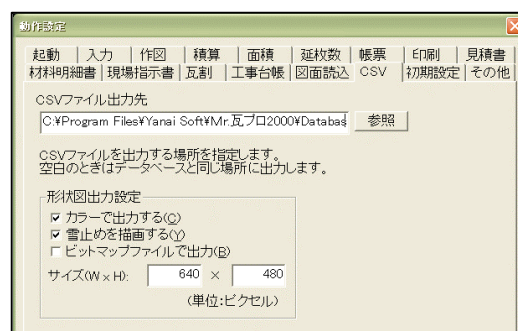 動作設定
起動 入力 作図 積算 面積 延枚数 帳票 印刷 見積書
材料明細書 現場指示書 瓦割 工事台帳 図面読込 CSV 初期設定 その他
CSVファイル出力先
C:¥Program Files¥Yanai Soft¥Mr.瓦プロ2000¥Databas 参照
CSVファイルを出力する場所を指定します。
空白のときはデータベースと同じ場所に出力します。
形状図出力設定
カラーで出力する(C)
雪止めを描画する(Y)
ビットマップファイルで出力(B)
サイズ(W×H): 640 × 480
(単位:ピクセル)